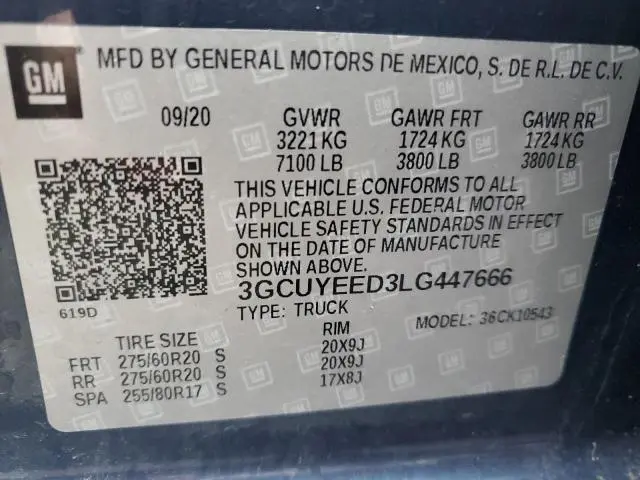 GM MFD BY GENERAL MOTORS DE MEXICO, S. DE R.L. DE C.V.
09/20 GVWR GAWR FRT GAWR RR
3221 KG 1724 KG 1724 KG
7100 LB 3800 LB 3800 LB
THIS VEHICLE CONFORMS TO ALL
APPLICABLE U.S. FEDERAL MOTOR
VEHICLE SAFETY STANDARDS IN EFFECT
ON THE DATE OF MANUFACTURE
SHOWN ABOVE.
3GCUYEED3LG447666
619D TYPE: TRUCK MODEL: 36CK10543
TIRE SIZE RIM
FRT 275/60R20 S 20X9J
RR 275/60R20 S 20X9J
SPA 255/80R17 S 17X8J